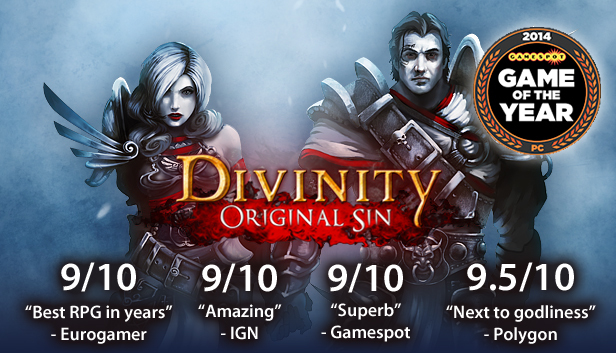 2014
GAMESPOT
GAME
OF THE
YEAR
PC
DIVINITY
ORIGINAL SIN
9/10
“Best RPG in years”
- Eurogamer
9/10
“Amazing”
- IGN
9/10
“Superb”
- Gamespot
9.5/10
“Next to godliness”
- Polygon